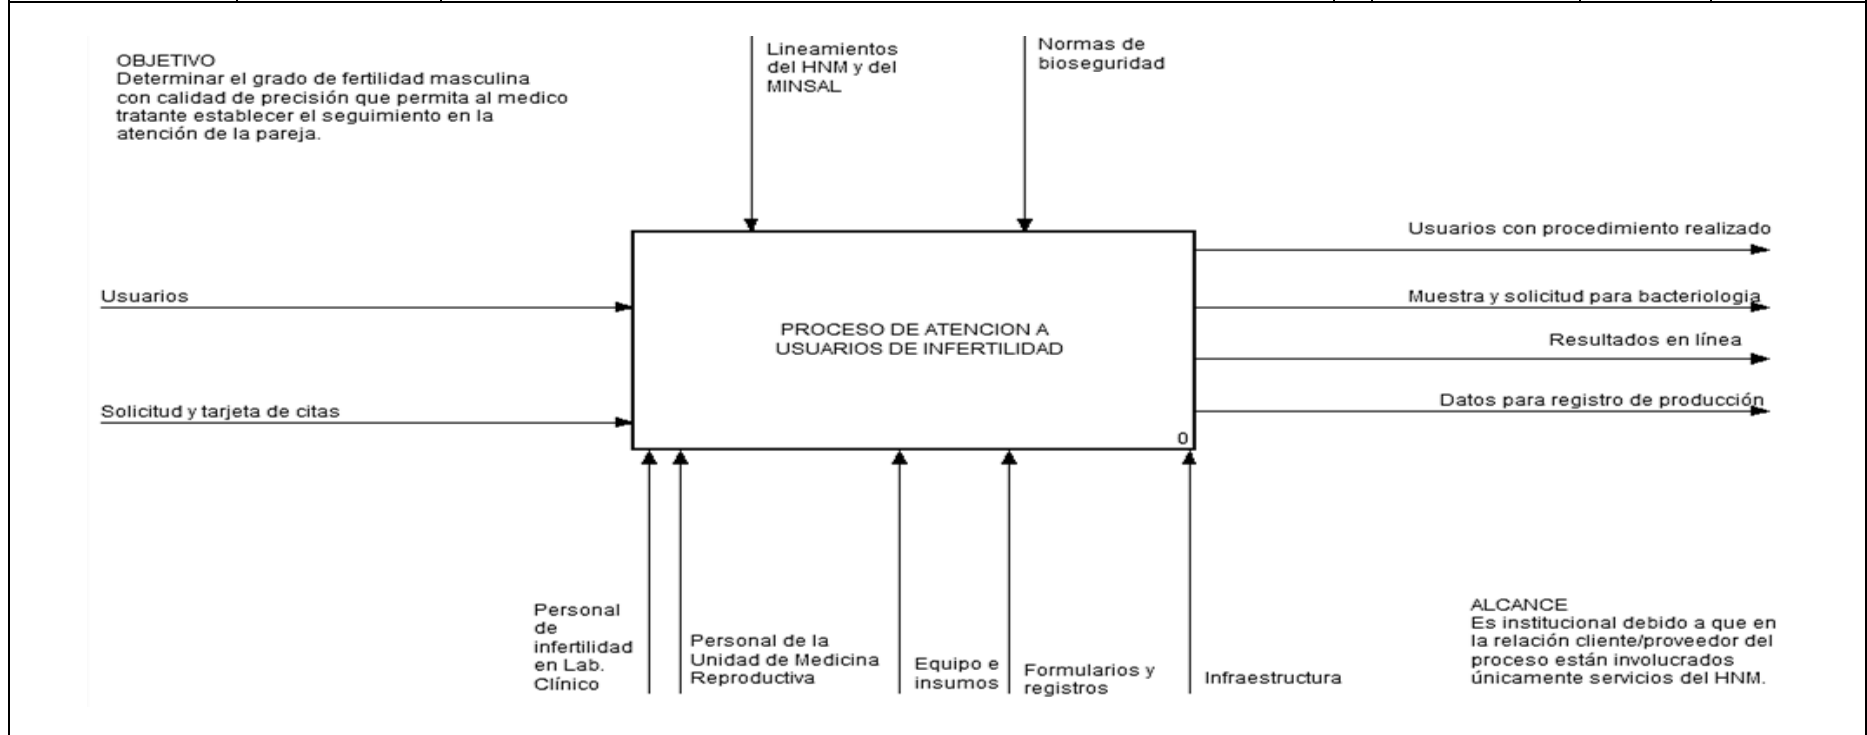 OBJETIVO
Determinar el grado de fertilidad masculina
con calidad de precisión que permita al medico
tratante establecer el seguimiento en la
atención de la pareja.
Lineamientos
del HNM y del
MINSAL
Normas de
bioseguridad
Usuarios
Solicitud y tarjeta de citas
PROCESO DE ATENCION A
USUARIOS DE INFERTILIDAD
0
Usuarios con procedimiento realizado
Muestra y solicitud para bacteriologia
Resultados en línea
Datos para registro de producción
Personal
de
infertilidad
en Lab.
Clínico
Personal de la
Unidad de Medicina
Reproductiva
Equipo e
insumos
Formularios y
registros
Infraestructura
ALCANCE
Es institucional debido a que en
la relación cliente/proveedor del
proceso están involucrados
únicamente servicios del HNM.